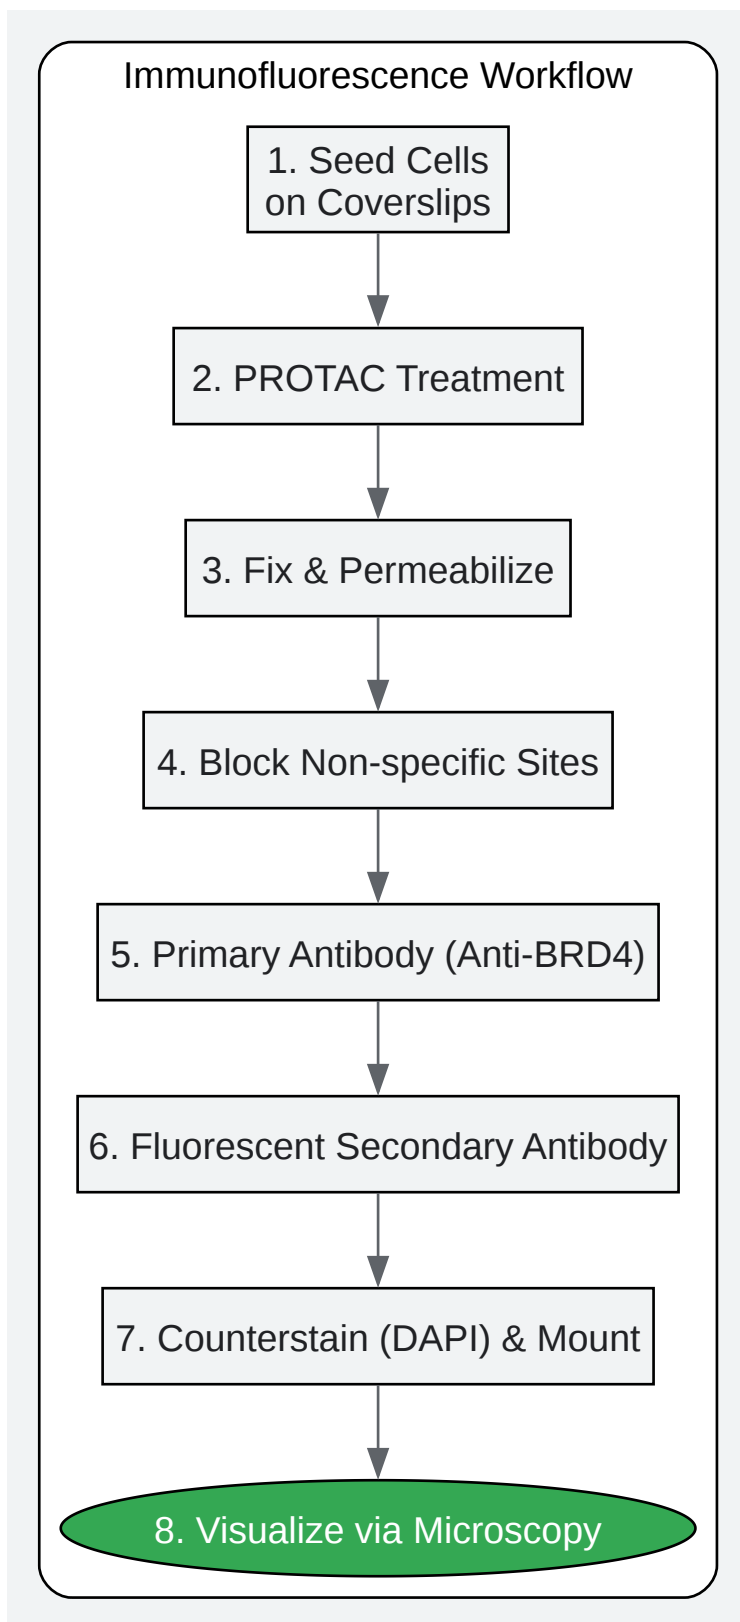 Immunofluorescence Workflow
1. Seed Cells
on Coverslips
2. PROTAC Treatment
3. Fix & Permeabilize
4. Block Non-specific Sites
5. Primary Antibody (Anti-BRD4)
6. Fluorescent Secondary Antibody
7. Counterstain (DAPI) & Mount
8. Visualize via Microscopy